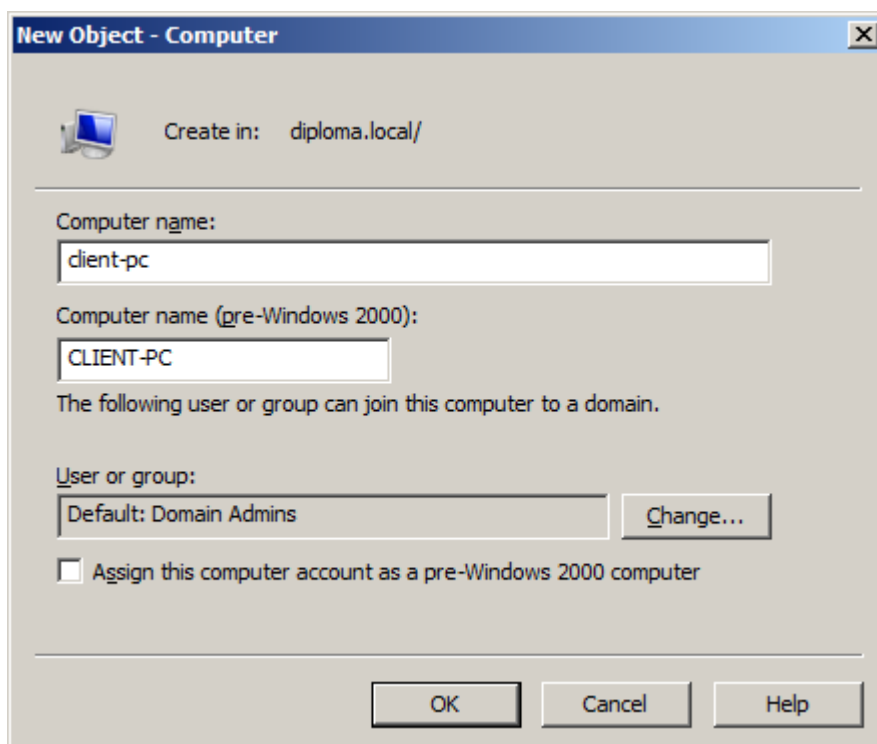 New Object - Computer
Create in: diploma.local/
Computer name:
client-pc
Computer name (pre-Windows 2000):
CLIENT-PC
The following user or group can join this computer to a domain.
User or group:
Default: Domain Admins
Change...
Assign this computer account as a pre-Windows 2000 computer
OK Cancel Help